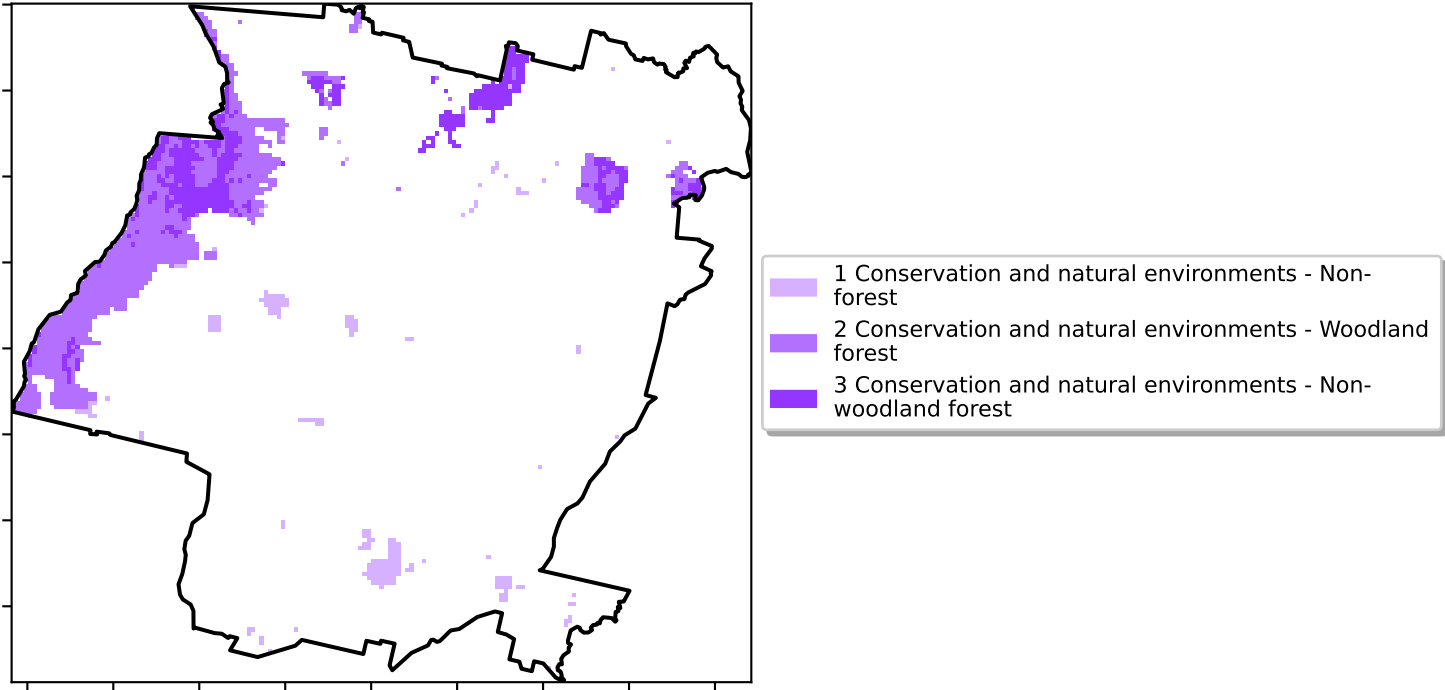 1 Conservation and natural environments - Non-
forest
2 Conservation and natural environments - Woodland
forest
3 Conservation and natural environments - Non-
woodland forest